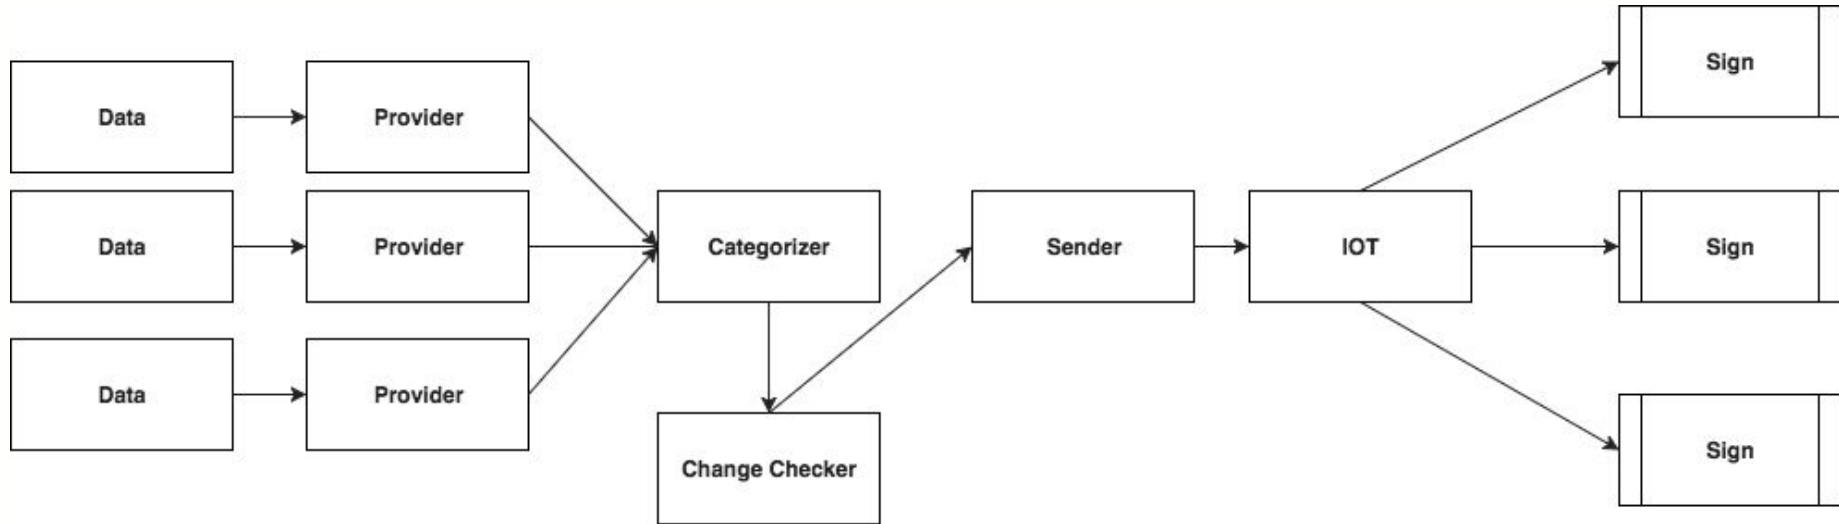 Data
Provider
Data
Provider
Data
Provider
Categorizer
Change Checker
Sender
IOT
Sign
Sign
Sign